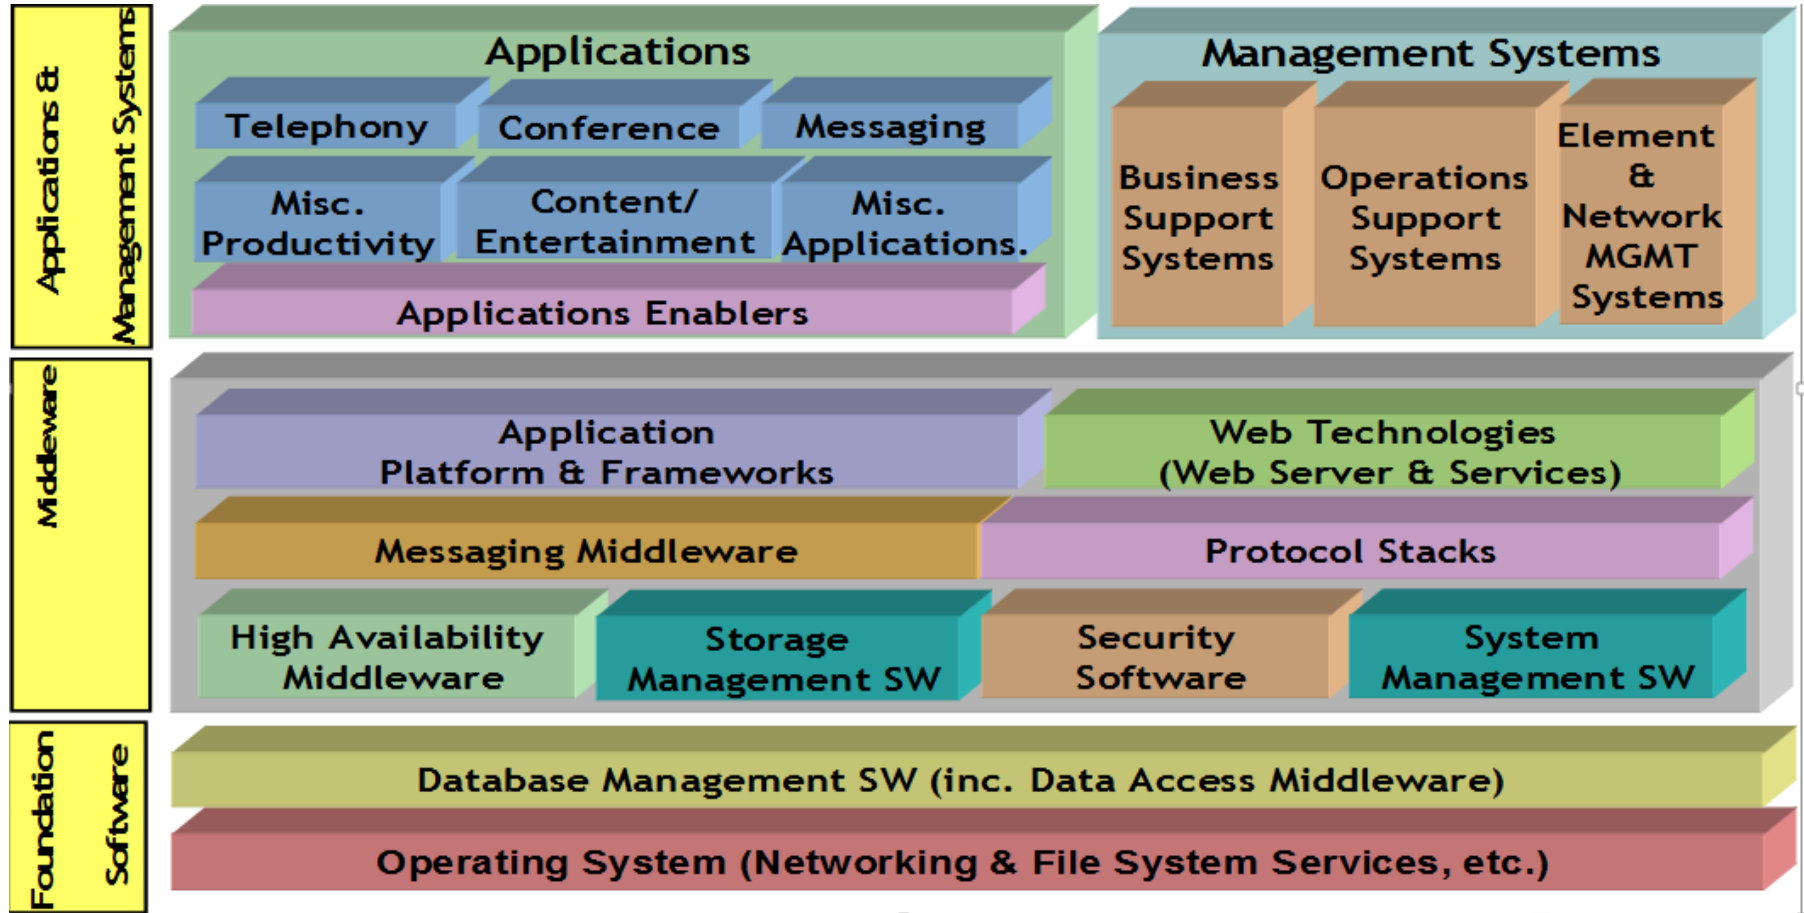 Applications &
Management Systems
Applications
Telephony
Conference
Messaging
Misc.
Productivity
Content/
Entertainment
Misc.
Applications.
Applications Enablers
Management Systems
Business
Support
Systems
Operations
Support
Systems
Element
&
Network
MGMT
Systems
Middleware
Application
Platform & Frameworks
Web Technologies
(Web Server & Services)
Messaging Middleware
Protocol Stacks
High Availability
Middleware
Storage
Management SW
Security
Software
System
Management SW
Foundation
Software
Database Management SW (inc. Data Access Middleware)
Operating System (Networking & File System Services, etc.)